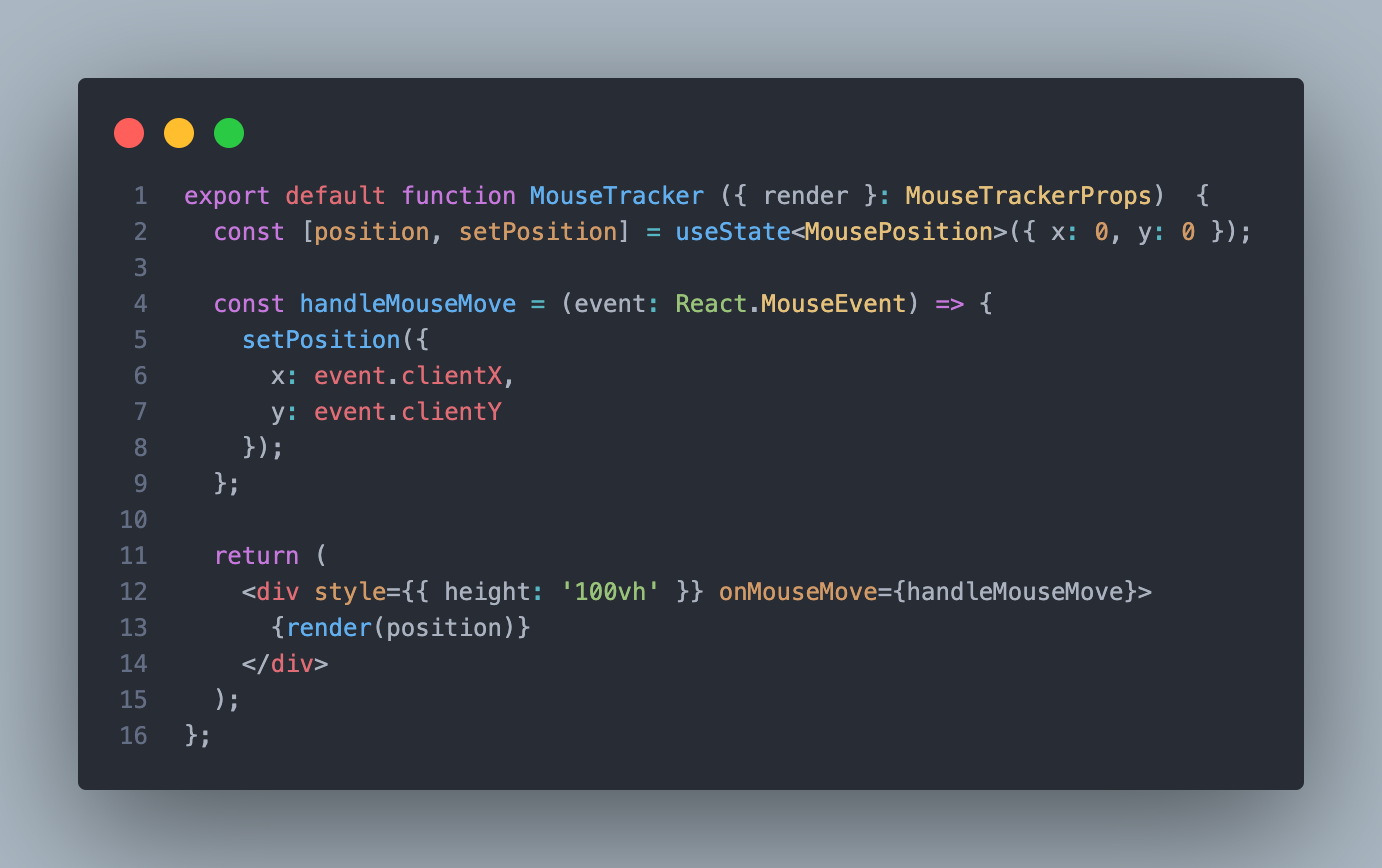 1 export default function MouseTracker ({ render }: MouseTrackerProps)  {
2   const [position, setPosition] = useState<MousePosition>({ x: 0, y: 0 });
3
4   const handleMouseMove = (event: React.MouseEvent) => {
5     setPosition({
6       x: event.clientX,
7       y: event.clientY
8     });
9   };
10
11   return (
12     <div style={{ height: '100vh' }} onMouseMove={handleMouseMove}>
13       {render(position)}
14     </div>
15   );
16 };